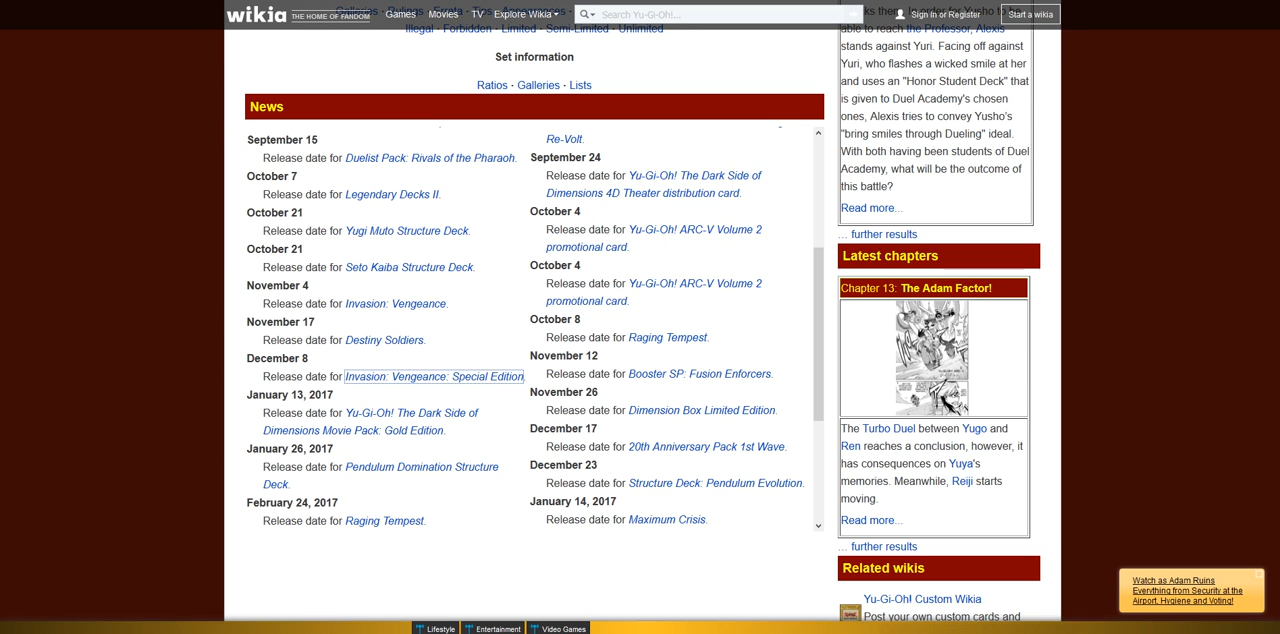 wikia THE HOME OF FANDOM Games Movies TV Explore Wikia Search Yu-Gi-Oh!... Sign In or Register Start a wikia
Galleries · Rulings · Errata · Tips · Appearances
Illegal · Forbidden · Limited · Semi-Limited · Unlimited
Set information
Ratios · Galleries · Lists
News
September 15
Release date for Duelist Pack: Rivals of the Pharaoh.
October 7
Release date for Legendary Decks II.
October 21
Release date for Yugi Muto Structure Deck.
October 21
Release date for Seto Kaiba Structure Deck.
November 4
Release date for Invasion: Vengeance.
November 17
Release date for Destiny Soldiers.
December 8
Release date for Invasion: Vengeance: Special Edition.
January 13, 2017
Release date for Yu-Gi-Oh! The Dark Side of
Dimensions Movie Pack: Gold Edition.
January 26, 2017
Release date for Pendulum Domination Structure
Deck.
February 24, 2017
Release date for Raging Tempest.
Re-Volt.
September 24
Release date for Yu-Gi-Oh! The Dark Side of
Dimensions 4D Theater distribution card.
October 4
Release date for Yu-Gi-Oh! ARC-V Volume 2
promotional card.
October 4
Release date for Yu-Gi-Oh! ARC-V Volume 2
promotional card.
October 8
Release date for Raging Tempest.
November 12
Release date for Booster SP: Fusion Enforcers.
November 26
Release date for Dimension Box Limited Edition.
December 17
Release date for 20th Anniversary Pack 1st Wave.
December 23
Release date for Structure Deck: Pendulum Evolution.
January 14, 2017
Release date for Maximum Crisis.
them. In order for Yusho to be
able to reach the Professor, Alexis
stands against Yuri. Facing off against
Yuri, who flashes a wicked smile at her
and uses an "Honor Student Deck" that
is given to Duel Academy's chosen
ones, Alexis tries to convey Yusho's
"bring smiles through Dueling" ideal.
With both having been students of Duel
Academy, what will be the outcome of
this battle?
Read more...
... further results
Latest chapters
Chapter 13: The Adam Factor!
The Turbo Duel between Yugo and
Ren reaches a conclusion, however, it
has consequences on Yuya's
memories. Meanwhile, Reiji starts
moving.
Read more...
... further results
Related wikis
Yu-Gi-Oh! Custom Wikia
Post your own custom cards and
Watch as Adam Ruins
Everything from Security at the
Airport, Hygiene and Voting!
Lifestyle Entertainment Video Games